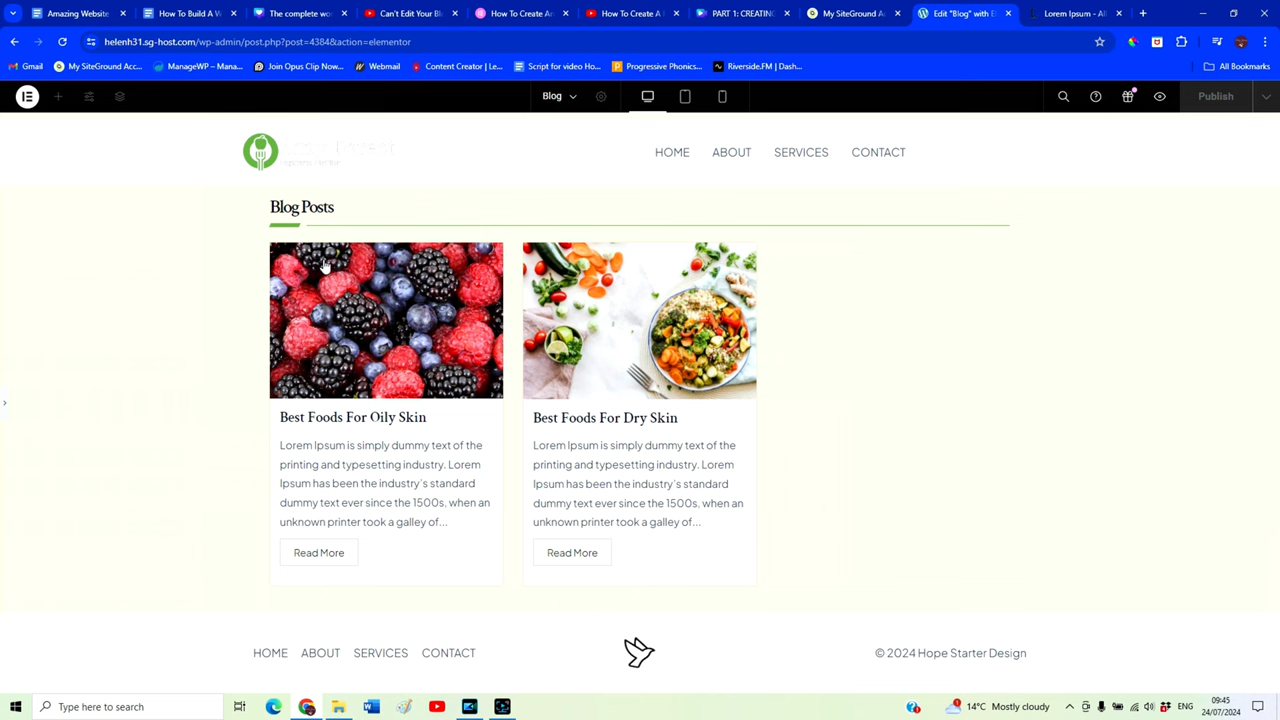 Amazing Website
How To Build A W
The complete wo
Can't Edit Your Bl
How To Create An
How To Create A
PART 1: CREATIN
My SiteGround Ac
Edit "Blog" with El
Lorem Ipsum - All
helenh31.sg-host.com/wp-admin/post.php?post=4384&action=elementor
Gmail
My SiteGround Acc...
ManageWP – Mana...
Join Opus Clip Now...
Webmail
Content Creator | Le...
Script for video Ho...
Progressive Phonics...
Riverside.FM | Dash...
All Bookmarks
Blog
Publish
HOME
ABOUT
SERVICES
CONTACT
Blog Posts
Best Foods For Oily Skin
Lorem Ipsum is simply dummy text of the
printing and typesetting industry. Lorem
Ipsum has been the industry's standard
dummy text ever since the 1500s, when an
unknown printer took a galley of...
Read More
Best Foods For Dry Skin
Lorem Ipsum is simply dummy text of the
printing and typesetting industry. Lorem
Ipsum has been the industry's standard
dummy text ever since the 1500s, when an
unknown printer took a galley of...
Read More
HOME
ABOUT
SERVICES
CONTACT
© 2024 Hope Starter Design
Type here to search
14°C Mostly cloudy
ENG
09:45
24/07/2024